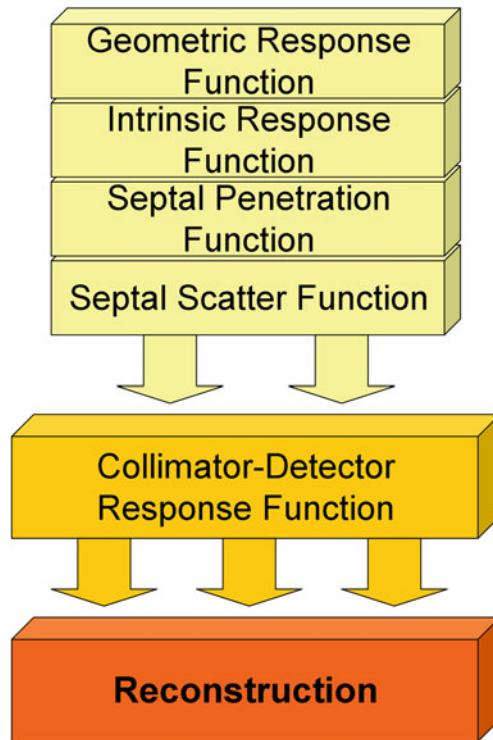 Geometric Response
Function
Intrinsic Response
Function
Septal Penetration
Function
Septal Scatter Function
Collimator-Detector
Response Function
Reconstruction